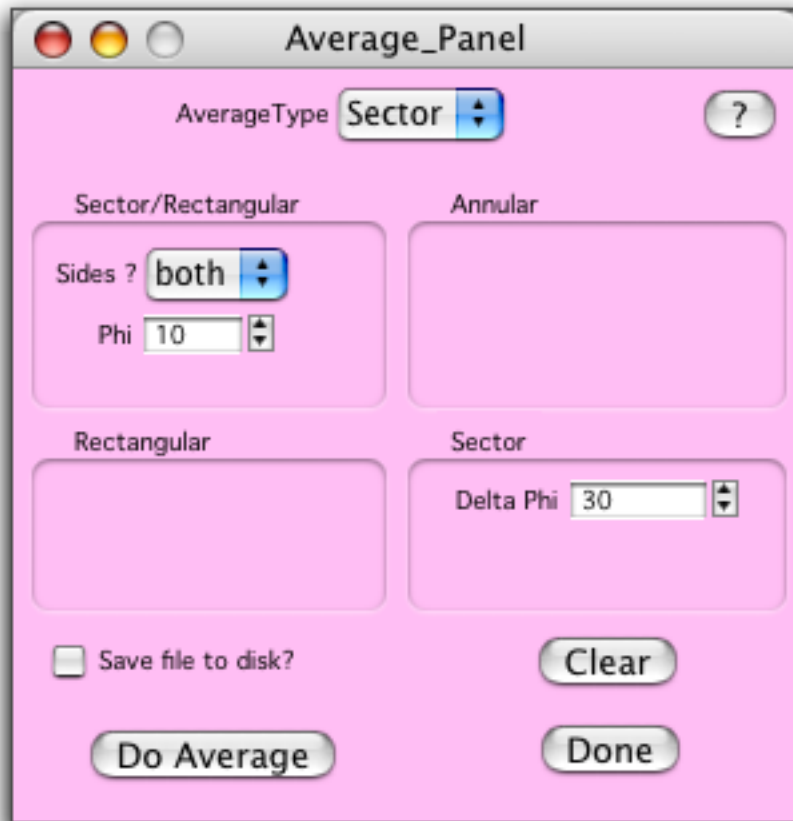 Average_Panel
AverageType Sector ?
Sector/Rectangular Annular
Sides ? both
Phi 10
Rectangular Sector
Delta Phi 30
Save file to disk? Clear
Do Average Done